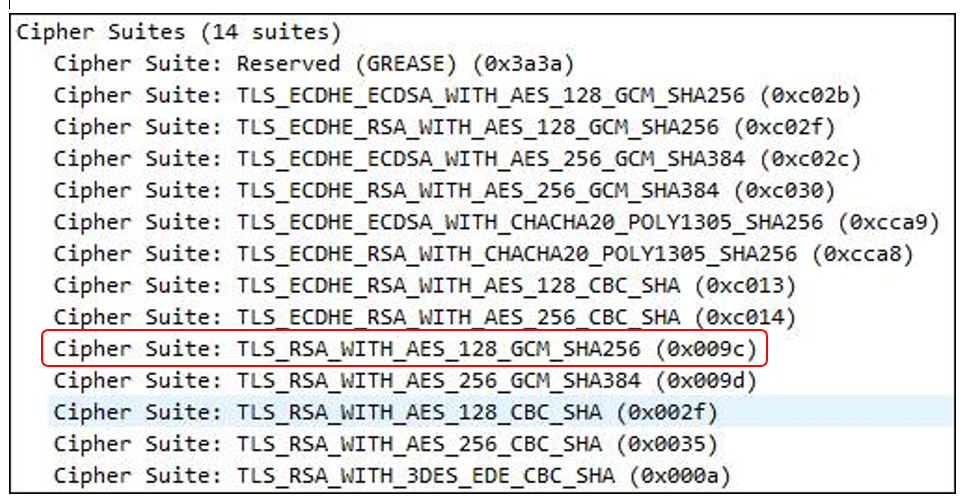 Cipher Suites (14 suites)
Cipher Suite: Reserved (GREASE) (0x3a3a)
Cipher Suite: TLS_ECDHE_ECDSA_WITH_AES_128_GCM_SHA256 (0xc02b)
Cipher Suite: TLS_ECDHE_RSA_WITH_AES_128_GCM_SHA256 (0xc02f)
Cipher Suite: TLS_ECDHE_ECDSA_WITH_AES_256_GCM_SHA384 (0xc02c)
Cipher Suite: TLS_ECDHE_RSA_WITH_AES_256_GCM_SHA384 (0xc030)
Cipher Suite: TLS_ECDHE_ECDSA_WITH_CHACHA20_POLY1305_SHA256 (0xcca9)
Cipher Suite: TLS_ECDHE_RSA_WITH_CHACHA20_POLY1305_SHA256 (0xcca8)
Cipher Suite: TLS_ECDHE_RSA_WITH_AES_128_CBC_SHA (0xc013)
Cipher Suite: TLS_ECDHE_RSA_WITH_AES_256_CBC_SHA (0xc014)
Cipher Suite: TLS_RSA_WITH_AES_128_GCM_SHA256 (0x009c)
Cipher Suite: TLS_RSA_WITH_AES_256_GCM_SHA384 (0x009d)
Cipher Suite: TLS_RSA_WITH_AES_128_CBC_SHA (0x002f)
Cipher Suite: TLS_RSA_WITH_AES_256_CBC_SHA (0x0035)
Cipher Suite: TLS_RSA_WITH_3DES_EDE_CBC_SHA (0x000a)